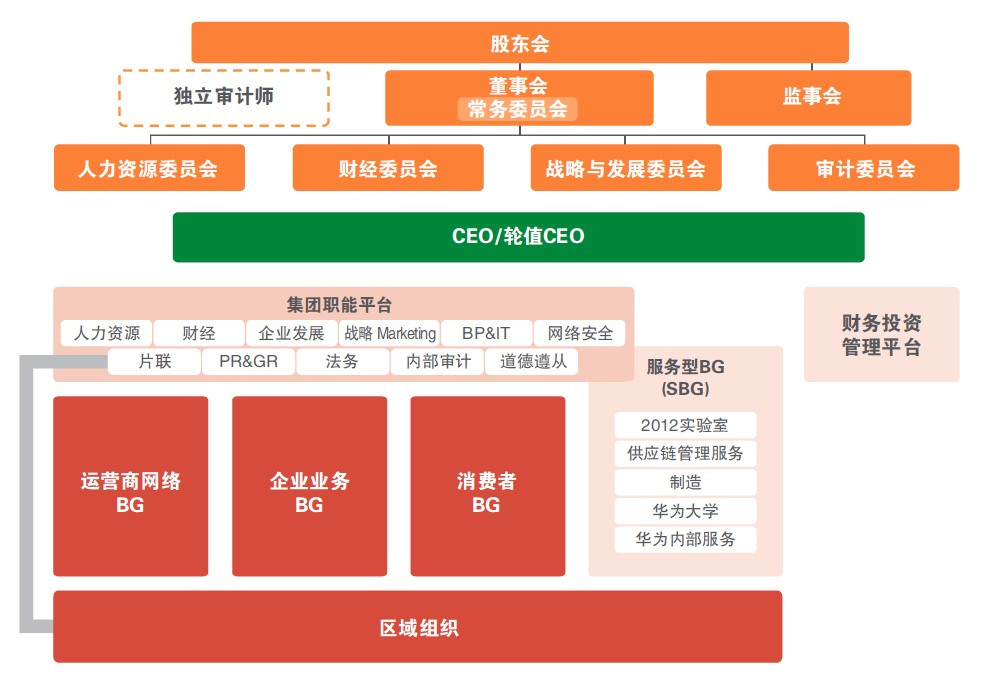 股东会
独立审计师
董事会
常务委员会
监事会
人力资源委员会
财经委员会
战略与发展委员会
审计委员会
CEO/轮值CEO
集团职能平台
人力资源
财经
企业发展
战略 Marketing
BP&IT
网络安全
片联
PR&GR
法务
内部审计
道德遵从
财务投资
管理平台
服务型BG
(SBG)
2012实验室
供应链管理服务
制造
华为大学
华为内部服务
运营商网络
BG
企业业务
BG
消费者
BG
区域组织